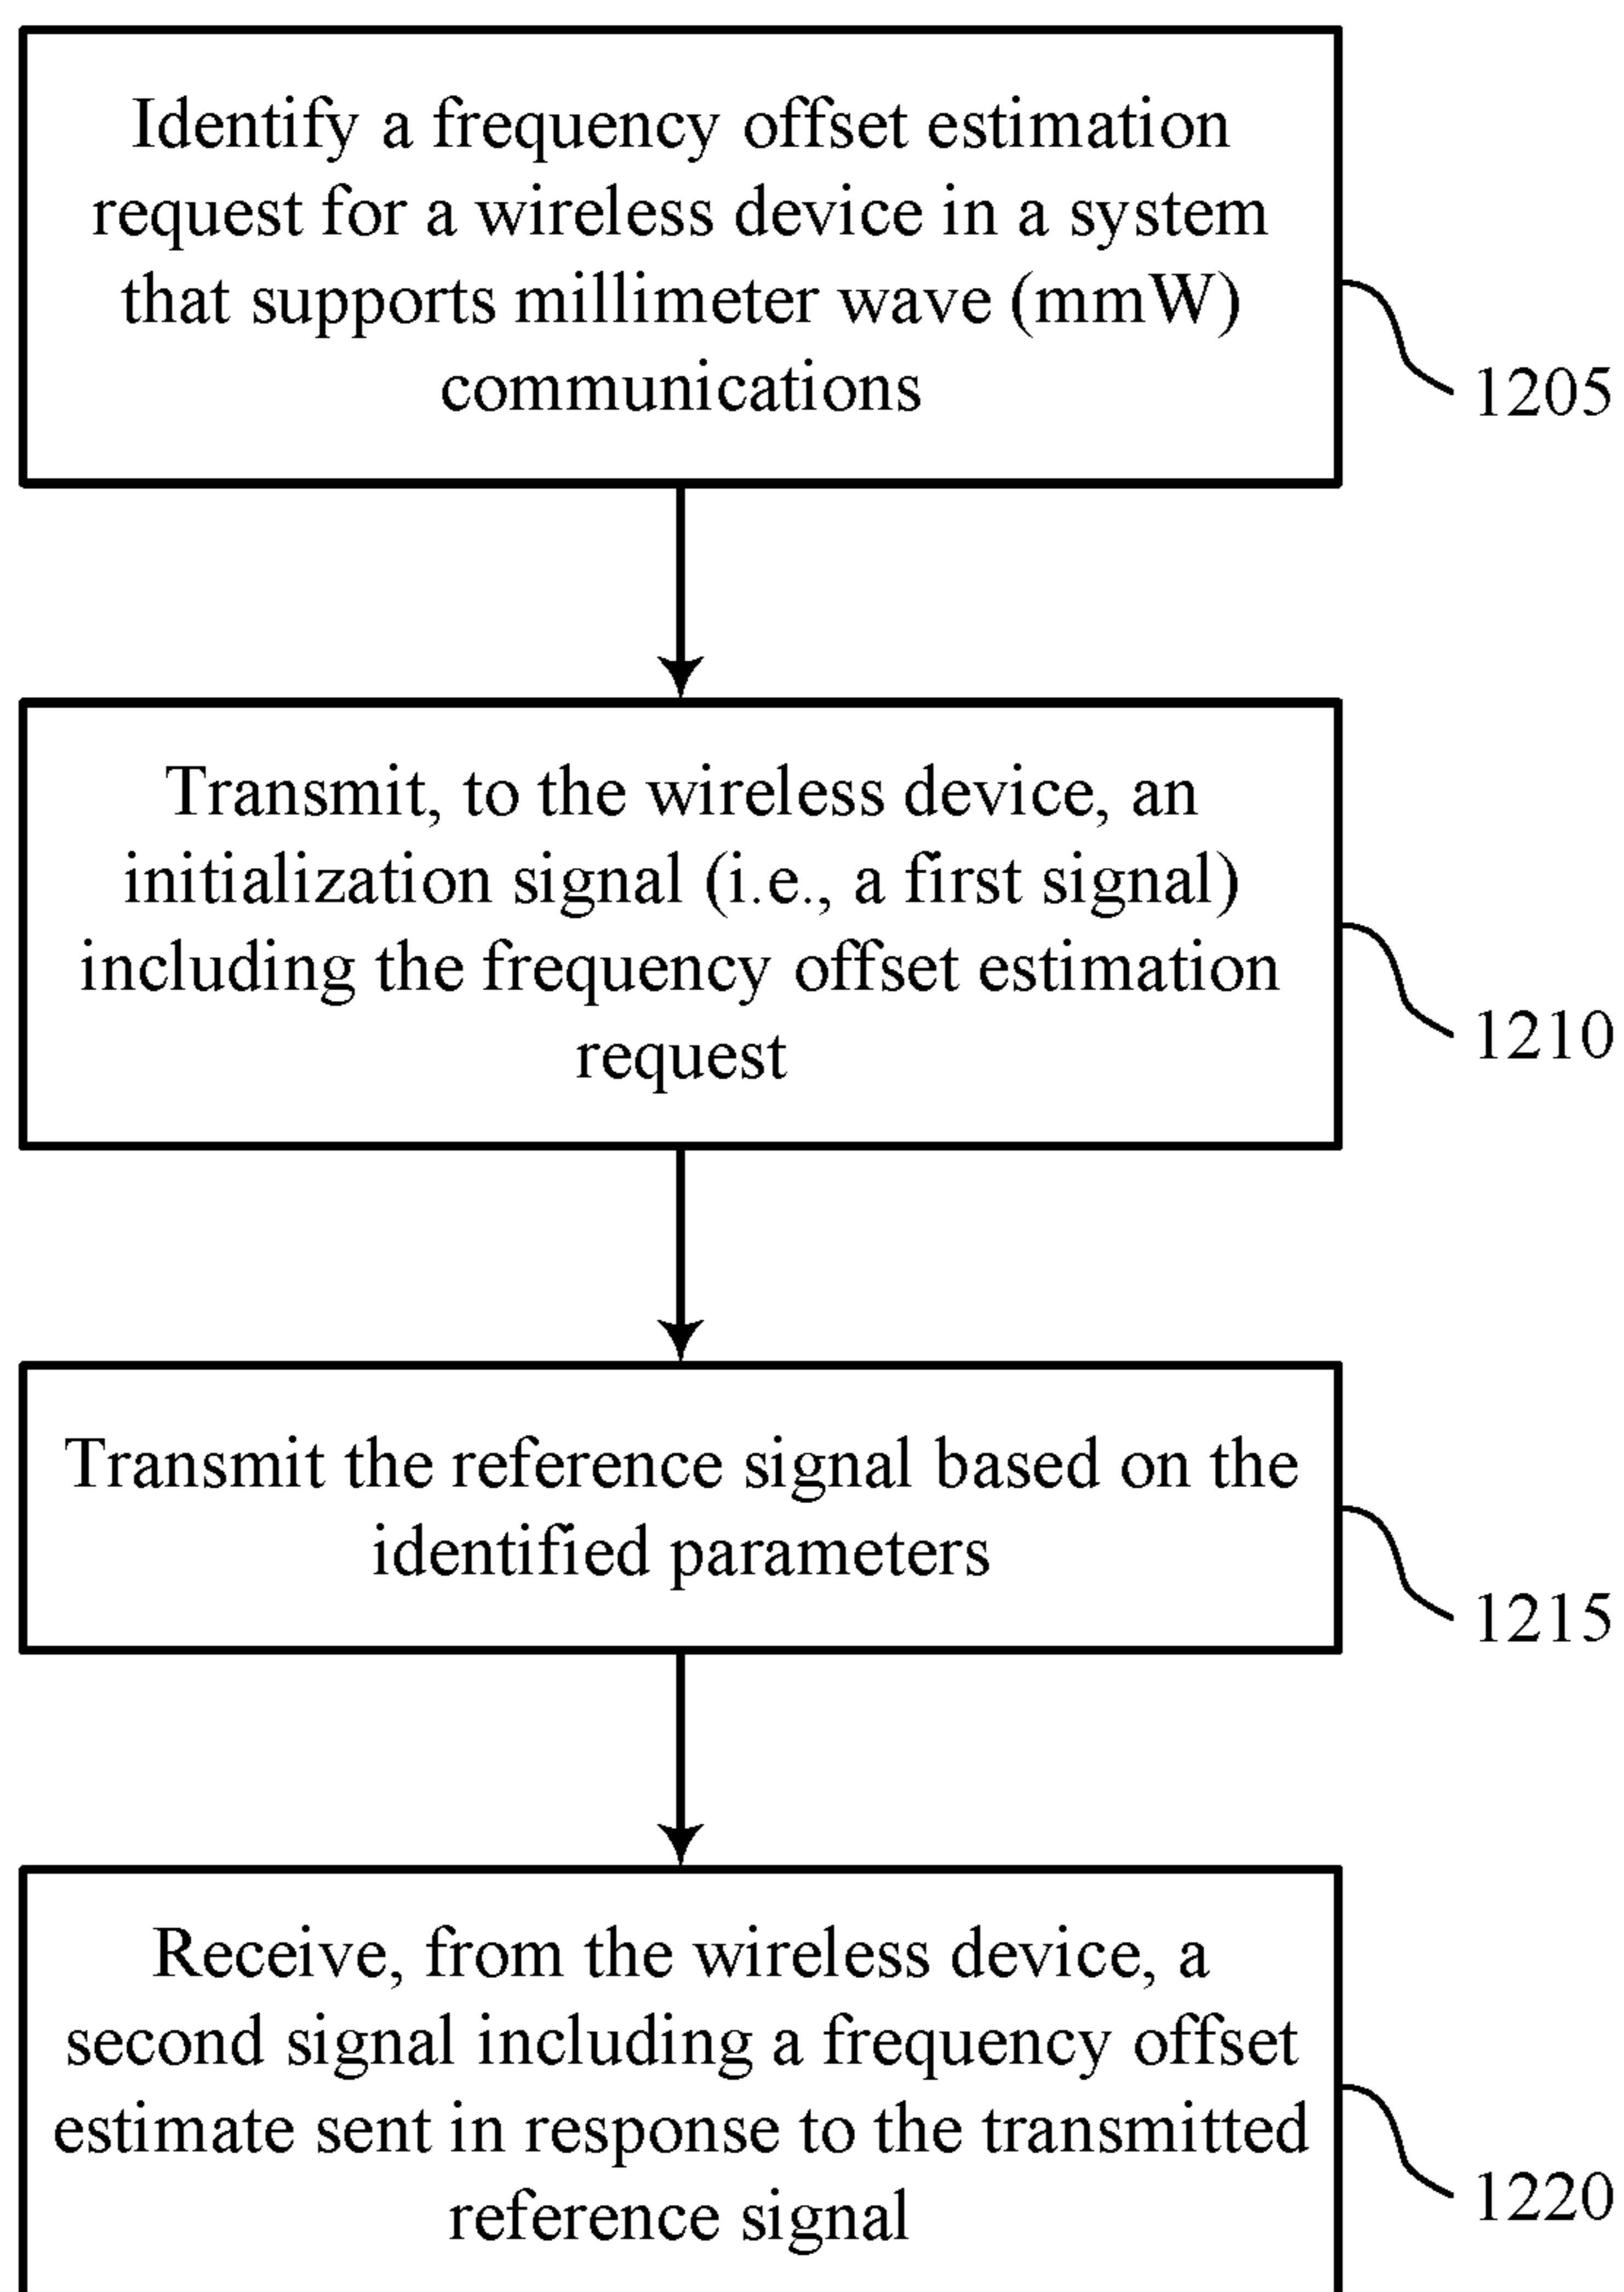 Identify a frequency offset estimation
request for a wireless device in a system
that supports millimeter wave (mmW)
communications
1205
Transmit, to the wireless device, an
initialization signal (i.e., a first signal)
including the frequency offset estimation
request
1210
Transmit the reference signal based on the
identified parameters
1215
Receive, from the wireless device, a
second signal including a frequency offset
estimate sent in response to the transmitted
reference signal
1220